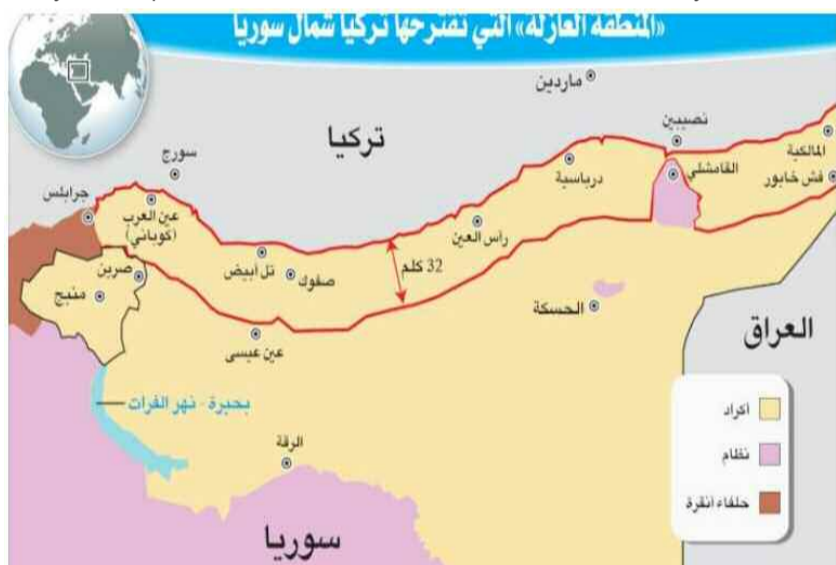 «المنطقة العازلة» التي تقترحها تركيا شمال سوريا
ماردين
تركيا
نصيبين
المالكية
سورج
القامشلي
فش خابور
درباسية
جرابلس
عين العرب
(كوباني)
رأس العين
تل أبيض
صفوك
32 كلم
صرين
منبج
الحسكة
العراق
عين عيسى
بحيرة - نهر الفرات
أكراد
الرقة
نظام
حلفاء أنقرة
سوريا